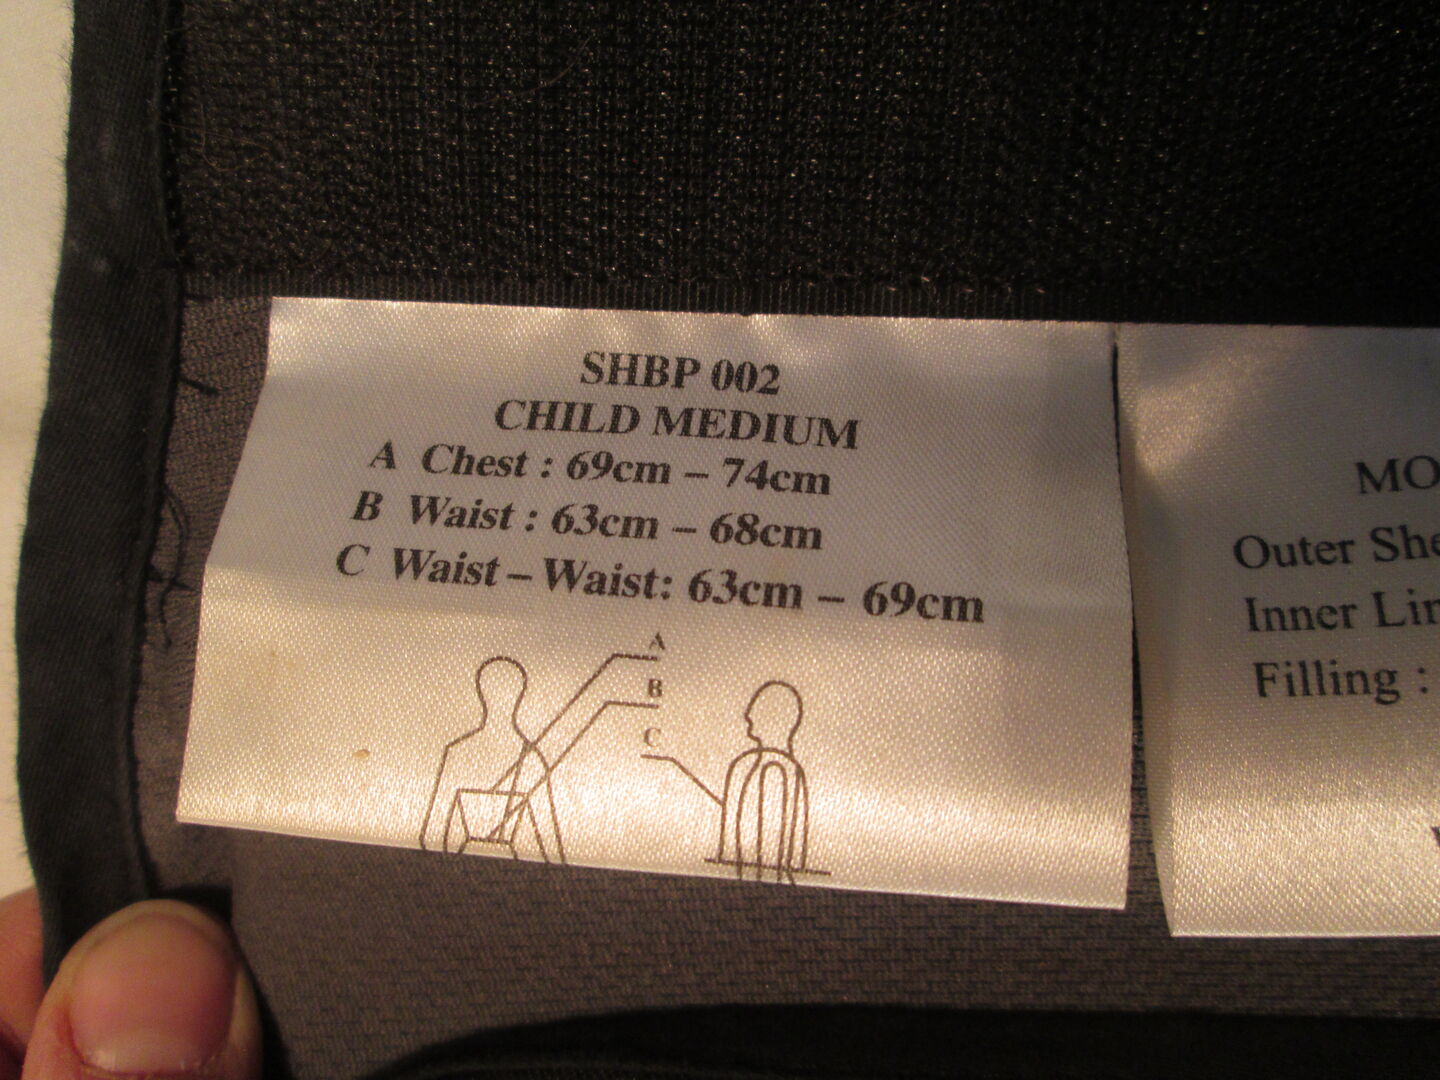 SHBP 002
CHILD MEDIUM
A Chest : 69cm – 74cm
B Waist : 63cm – 68cm
C Waist – Waist: 63cm – 69cm
A
B
C
MO
Outer She
Inner Lin
Filling :